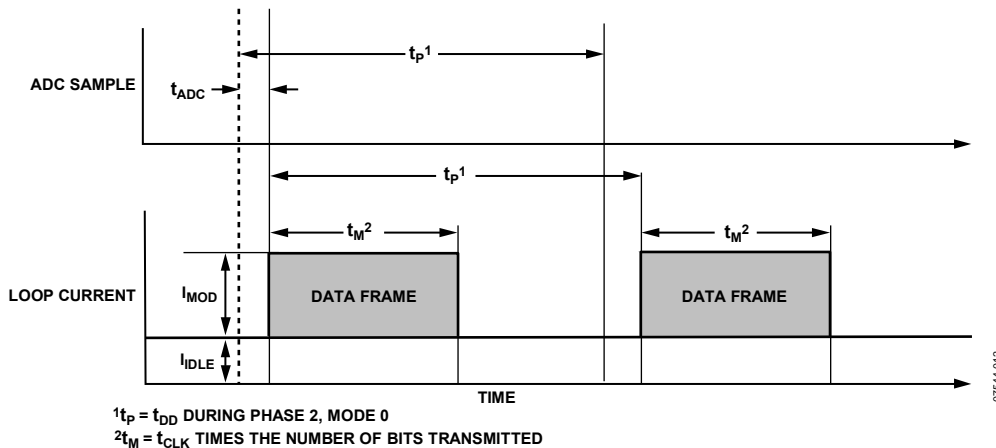 tP1
ADC SAMPLE
tADC
tP1
tM2
tM2
IMOD
DATA FRAME
DATA FRAME
LOOP CURRENT
IIDLE
TIME
1tP = tDD DURING PHASE 2, MODE 0
2tM = tCLK TIMES THE NUMBER OF BITS TRANSMITTED